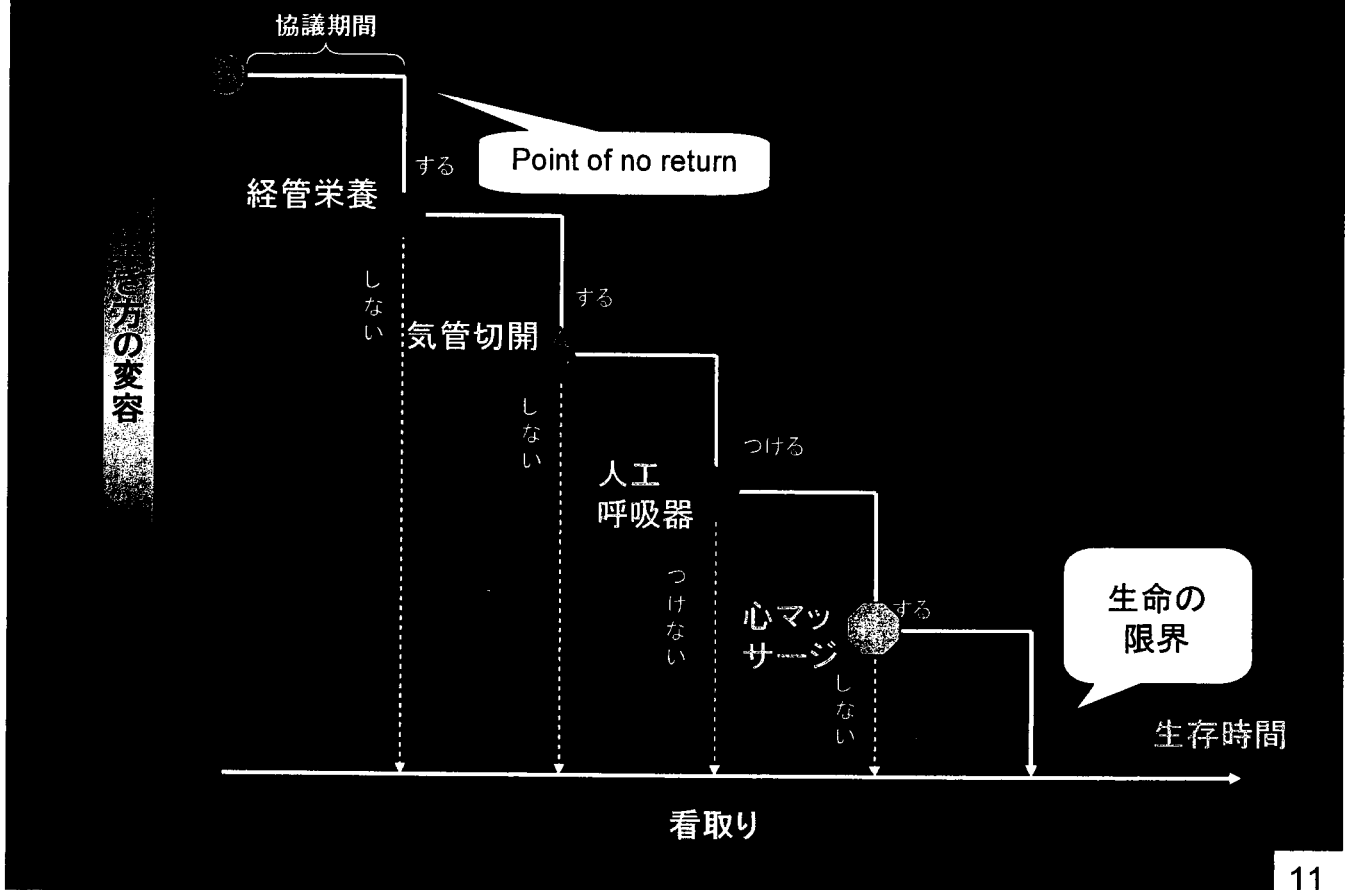 協議期間
Point of no return
する
経管栄養
しない
する
気管切開
しない
つける
人工
呼吸器
つけない
する
心マッ
サージ
しない
生命の
限界
生存時間
看取り
き方の変容
11